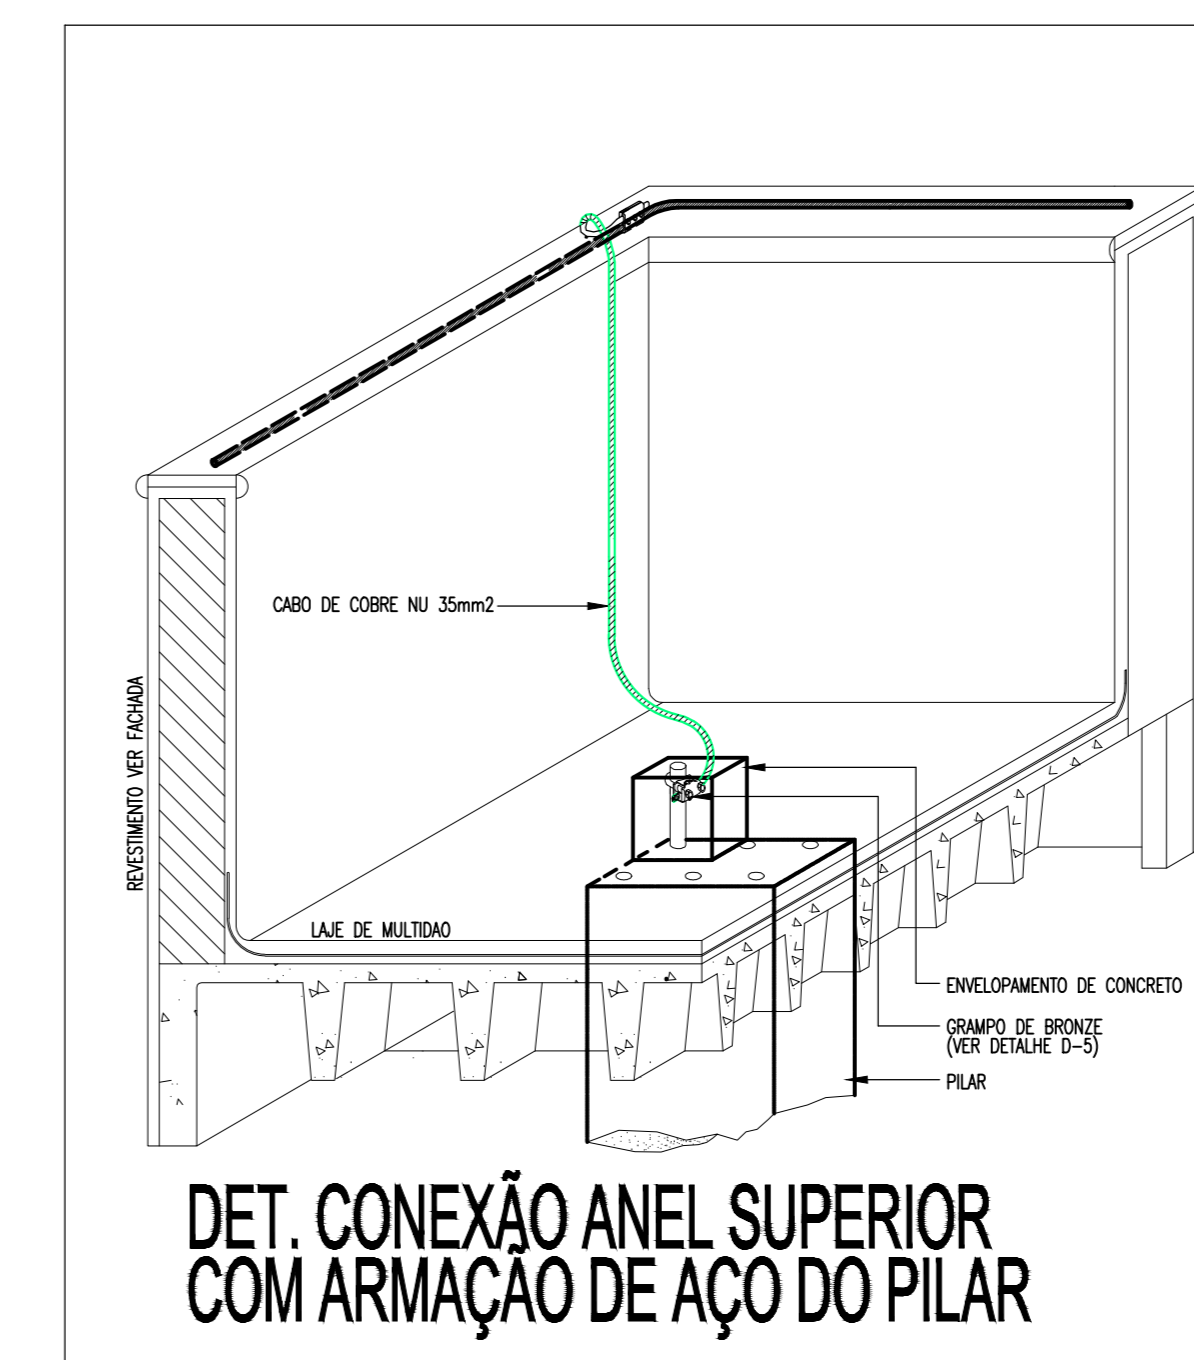 CABO DE COBRE NU 35mm2
REVESTIMENTO VER FACHADA
LAJE DE MULTIDAO
ENVELOPAMENTO DE CONCRETO
GRAMPO DE BRONZE
(VER DETALHE D-5)
PILAR
DET. CONEXÃO ANEL SUPERIOR
COM ARMAÇÃO DE AÇO DO PILAR